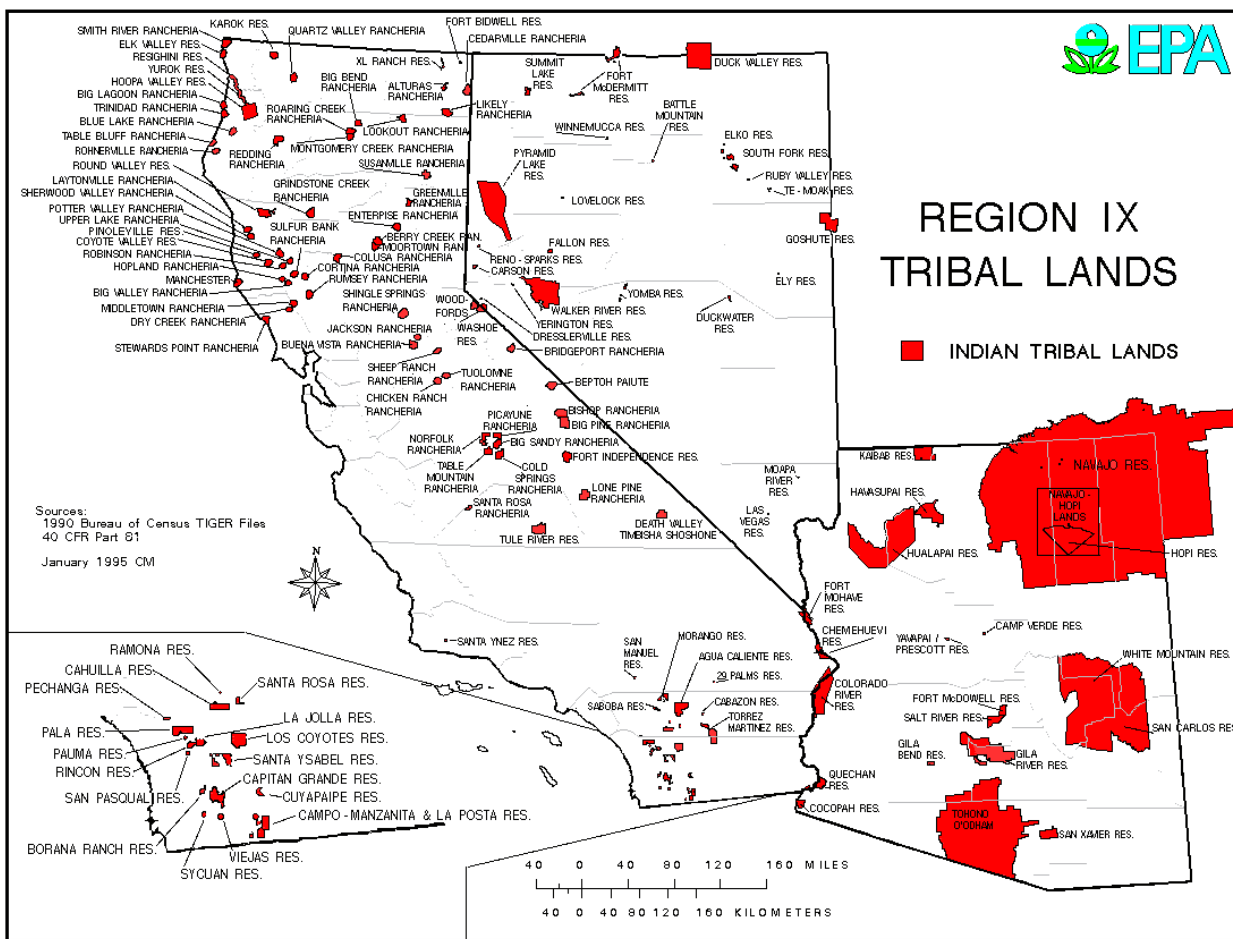 EPA
REGION IX
TRIBAL LANDS
INDIAN TRIBAL LANDS
SMITH RIVER RES.
ELK VALLEY RES.
RESIGHINI RES.
YUROK RES.
HOOPA VALLEY RES.
BIG LAGOON RANCHERIA
TRINIDAD RANCHERIA
BLUE LAKE RANCHERIA
TABLE BLUFF RANCHERIA
ROHNERVILLE RANCHERIA
ROUND VALLEY RES.
LAYTONVILLE RANCHERIA
SHERWOOD VALLEY RANCHERIA
POTTER VALLEY RANCHERIA
UPPER LAKE RANCHERIA
PINOLEVILLE RES.
COYOTE VALLEY RES.
ROBINSON RANCHERIA
HOPLAND RANCHERIA
MANCHESTER
BIG VALLEY RANCHERIA
MIDDLETOWN RANCHERIA
DRY CREEK RANCHERIA
STEWARDS POINT RANCHERIA
KAROK RES.
QUARTZ VALLEY RANCHERIA
FORT BIDWELL RES.
CEDARVILLE RANCHERIA
XL RANCH RES.
BIG BEND
RANCHERIA
ALTURAS
RANCHERIA
LIKELY
RANCHERIA
ROARING CREEK
RANCHERIA
LOOKOUT RANCHERIA
MONTGOMERY CREEK RANCHERIA
REDDING
RANCHERIA
SUSANVILLE RANCHERIA
GRINDSTONE CREEK
RANCHERIA
GREENVILLE
RANCHERIA
ENTERPISE RANCHERIA
SULFUR BANK
RANCHERIA
BERRY CREEK RAN.
MOORTOWN RAN.
COLUSA RANCHERIA
CORTINA RANCHERIA
RUMSEY RANCHERIA
SHINGLE SPRINGS
RANCHERIA
JACKSON RANCHERIA
BUENA VISTA RANCHERIA
SHEEP RANCH
RANCHERIA
TUOLOMNE
RANCHERIA
CHICKEN RANCH
RANCHERIA
WOOD-
FORDS
WASHOE
RES.
BRIDGEPORT RANCHERIA
BEPTOH PAIUTE
PICAYUNE
RANCHERIA
BISHOP RANCHERIA
BIG PINE RANCHERIA
NORFOLK
RANCHERIA
BIG SANDY RANCHERIA
FORT INDEPENDENCE RES.
TABLE
MOUNTAIN
RANCHERIA
COLD
SPRINGS
RANCHERIA
LONE PINE
RANCHERIA
SANTA ROSA
RANCHERIA
TULE RIVER RES.
DEATH VALLEY
TIMBISHA SHOSHONE
SUMMIT
LAKE
RES.
FORT
McDERMITT RES.
DUCK VALLEY RES.
WINNEMUCCA RES.
BATTLE
MOUNTAIN
RES.
ELKO RES.
SOUTH FORK RES.
RUBY VALLEY RES.
TE - MOAK RES.
PYRAMID
LAKE
RES.
LOVELOCK RES.
GOSHUTE RES.
FALLON RES.
RENO - SPARKS RES.
CARSON RES.
ELY RES.
YOMBA RES.
WALKER RIVER RES.
YERINGTON RES.
DRESSLERVILLE RES.
DUCKWATER
RES.
MOAPA
RIVER
RES.
LAS
VEGAS
RES.
KAIBAB RES.
NAVAJO RES.
HAVASUPAI RES.
NAVAJO -
HOPI
LANDS
HUALAPAI RES.
HOPI RES.
FORT
MOHAVE
RES.
CHEMEHUEVI
RES.
YAVAPAI /
PRESCOTT RES.
CAMP VERDE RES.
WHITE MOUNTAIN RES.
COLORADO
RIVER
RES.
FORT McDOWELL RES.
SALT RIVER RES.
SAN CARLOS RES
GILA
BEND RES.
GILA
RIVER RES.
QUECHAN
RES.
COCOPAH RES.
TOHONO
O'ODHAM
SAN XAVIER RES.
Sources:
1990 Bureau of Census TIGER Files
40 CFR Part 81
January 1995 CM
N
SANTA YNEZ RES.
SAN
MANUEL
RES.
MORANGO RES.
AGUA CALIENTE RES.
29 PALMS RES.
SABOBA RES.
CABAZON RES.
TORREZ
MARTINEZ RES.
RAMONA RES.
CAHUILLA RES.
PECHANGA RES.
SANTA ROSA RES.
PALA RES.
LA JOLLA RES.
PAUMA RES.
LOS COYOTES RES.
RINCON RES.
SANTA YSABEL RES.
SAN PASQUAL RES.
CAPITAN GRANDE RES.
CUYAPAIPE RES.
CAMPO - MANZANITA & LA POSTA RES.
BORANA RANCH RES.
VIEJAS RES.
SYCUAN RES.
40 0 40 80 120 160 MILES
40 0 40 80 120 160 KILOMETERS